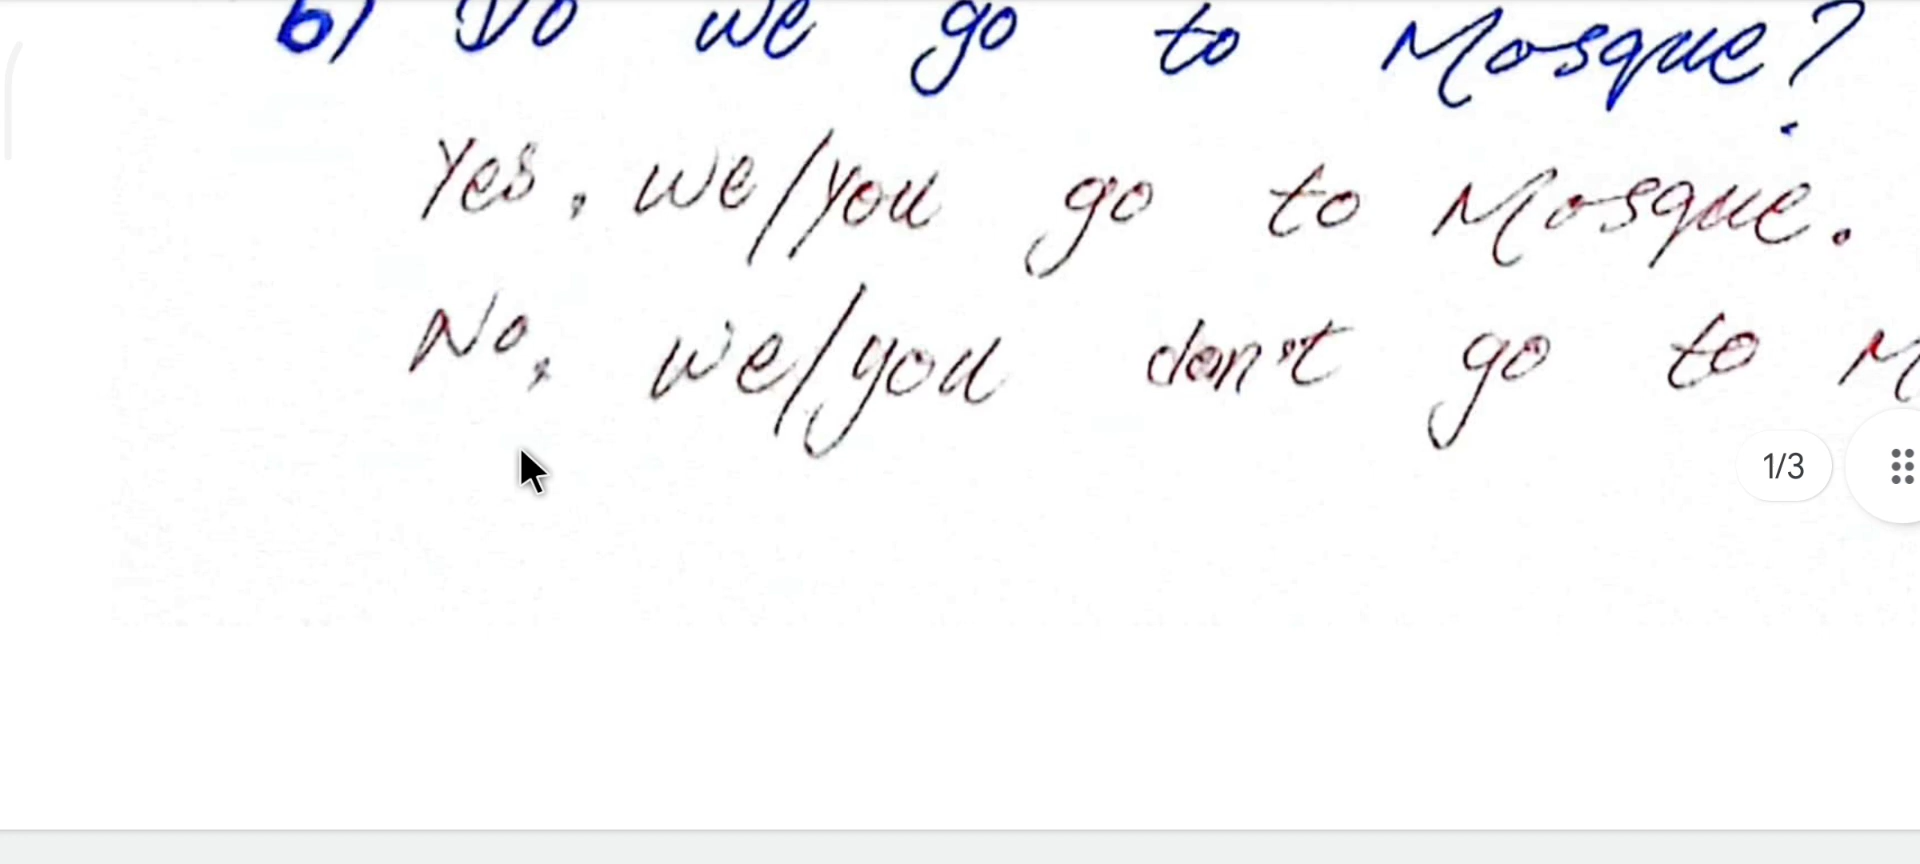 6) Do we go to Mosque?
Yes, we/you go to Mosque.
No, we/you don't go to M
1/3